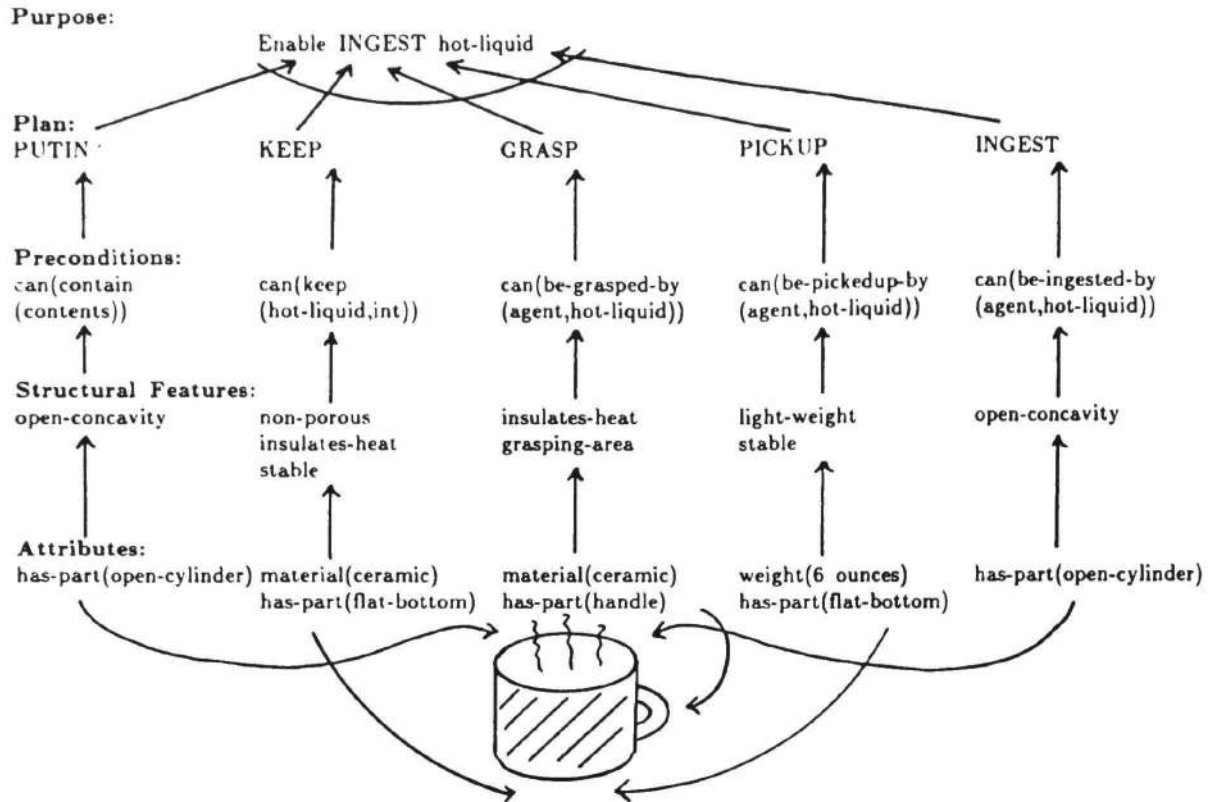 Purpose:
Enable INGEST hot-liquid
Plan:
PUTIN KEEP GRASP PICKUP INGEST
Preconditions:
can(contain can(keep can(be-grasped-by can(be-pickedup-by can(be-ingested-by
(contents)) (hot-liquid,int)) (agent,hot-liquid)) (agent,hot-liquid)) (agent,hot-liquid))
Structural Features:
open-concavity non-porous insulates-heat light-weight open-concavity
insulates-heat grasping-area stable
stable
Attributes:
has-part(open-cylinder) material(ceramic) material(ceramic) weight(6 ounces) has-part(open-cylinder)
has-part(flat-bottom) has-part(handle) has-part(flat-bottom)